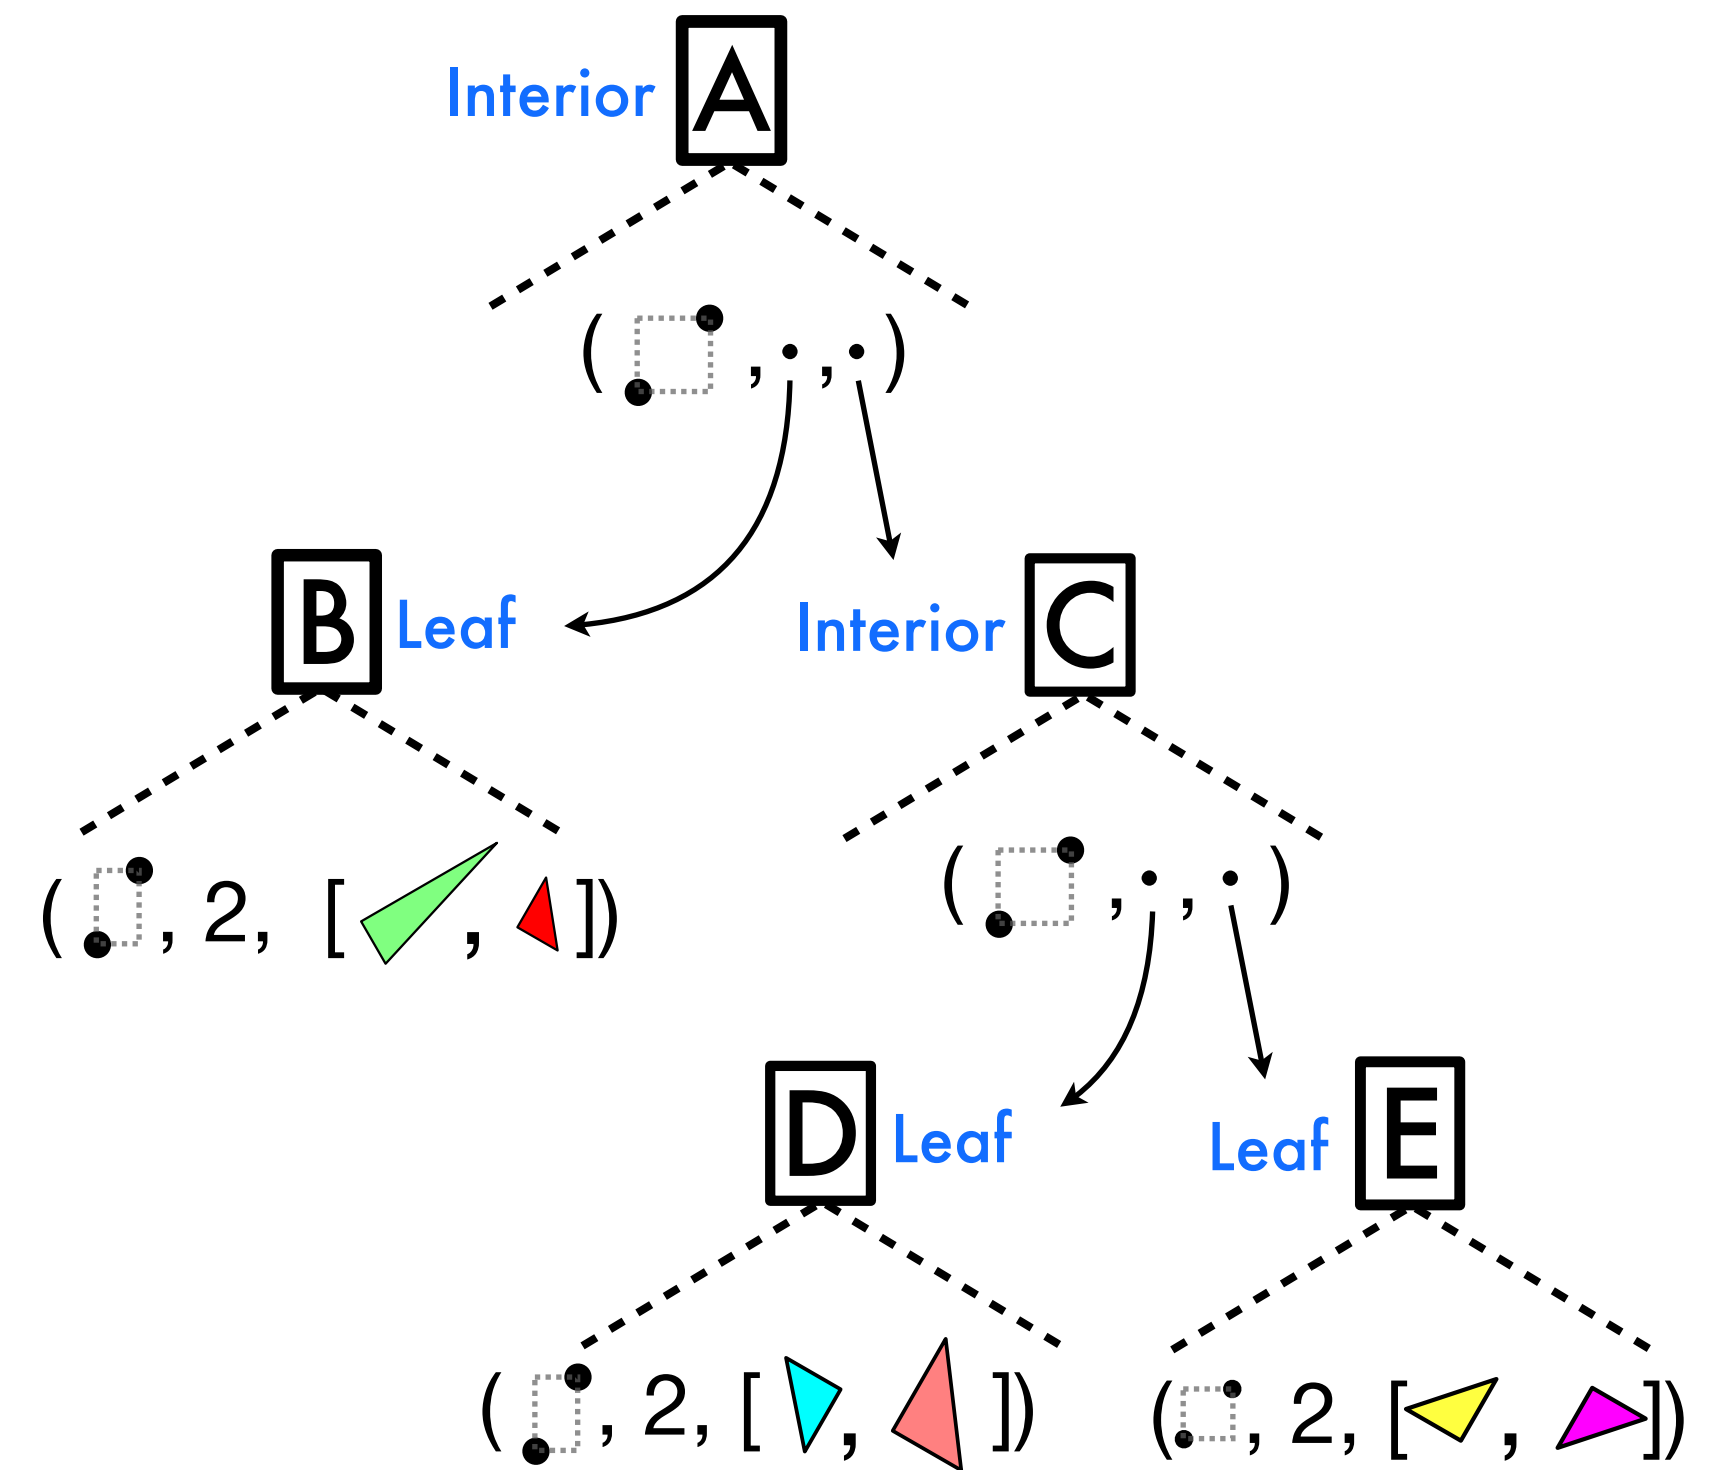 Interior A
( , , )
B Leaf
Interior C
( , 2, [ , ])
( , , )
D Leaf
Leaf E
( , 2, [ , ])
( , 2, [ , ])